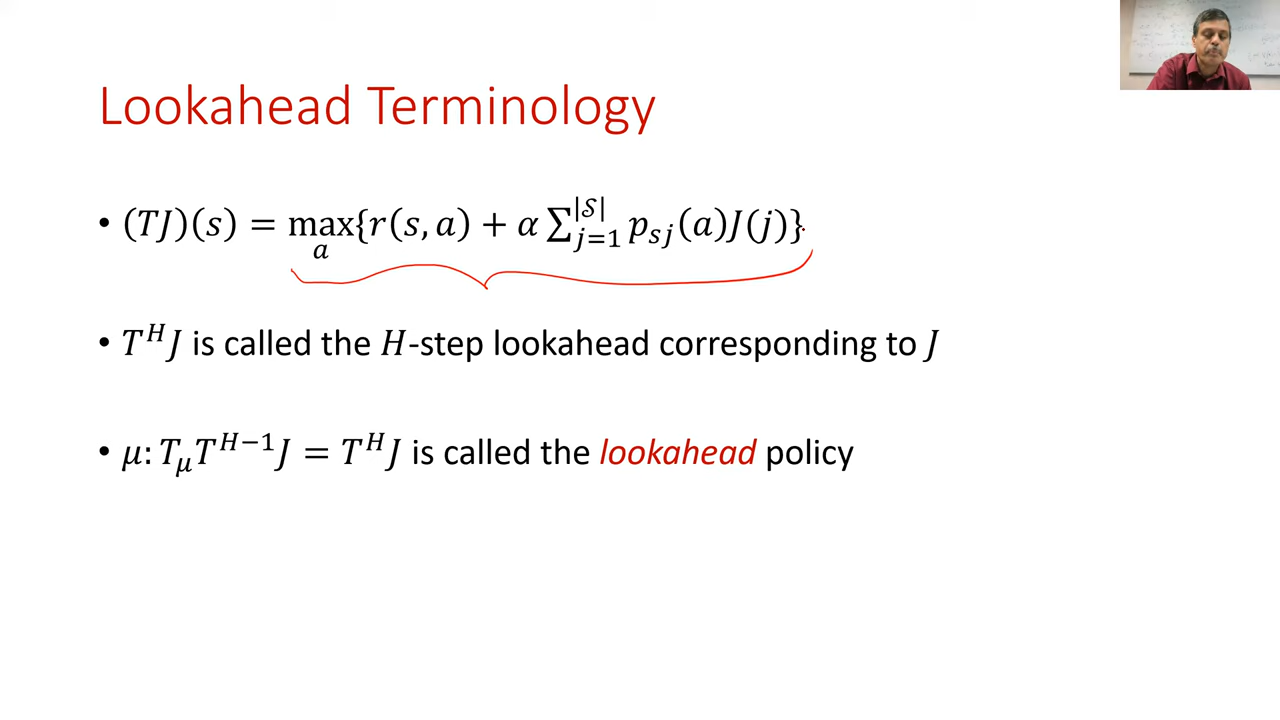 Lookahead Terminology
• (TJ)(s) = max_a{r(s, a) + α ∑_{j=1}^{|S|} p_{sj}(a)J(j)}
• T^H J is called the H-step lookahead corresponding to J
• μ: T_μ T^{H−1} J = T^H J is called the lookahead policy